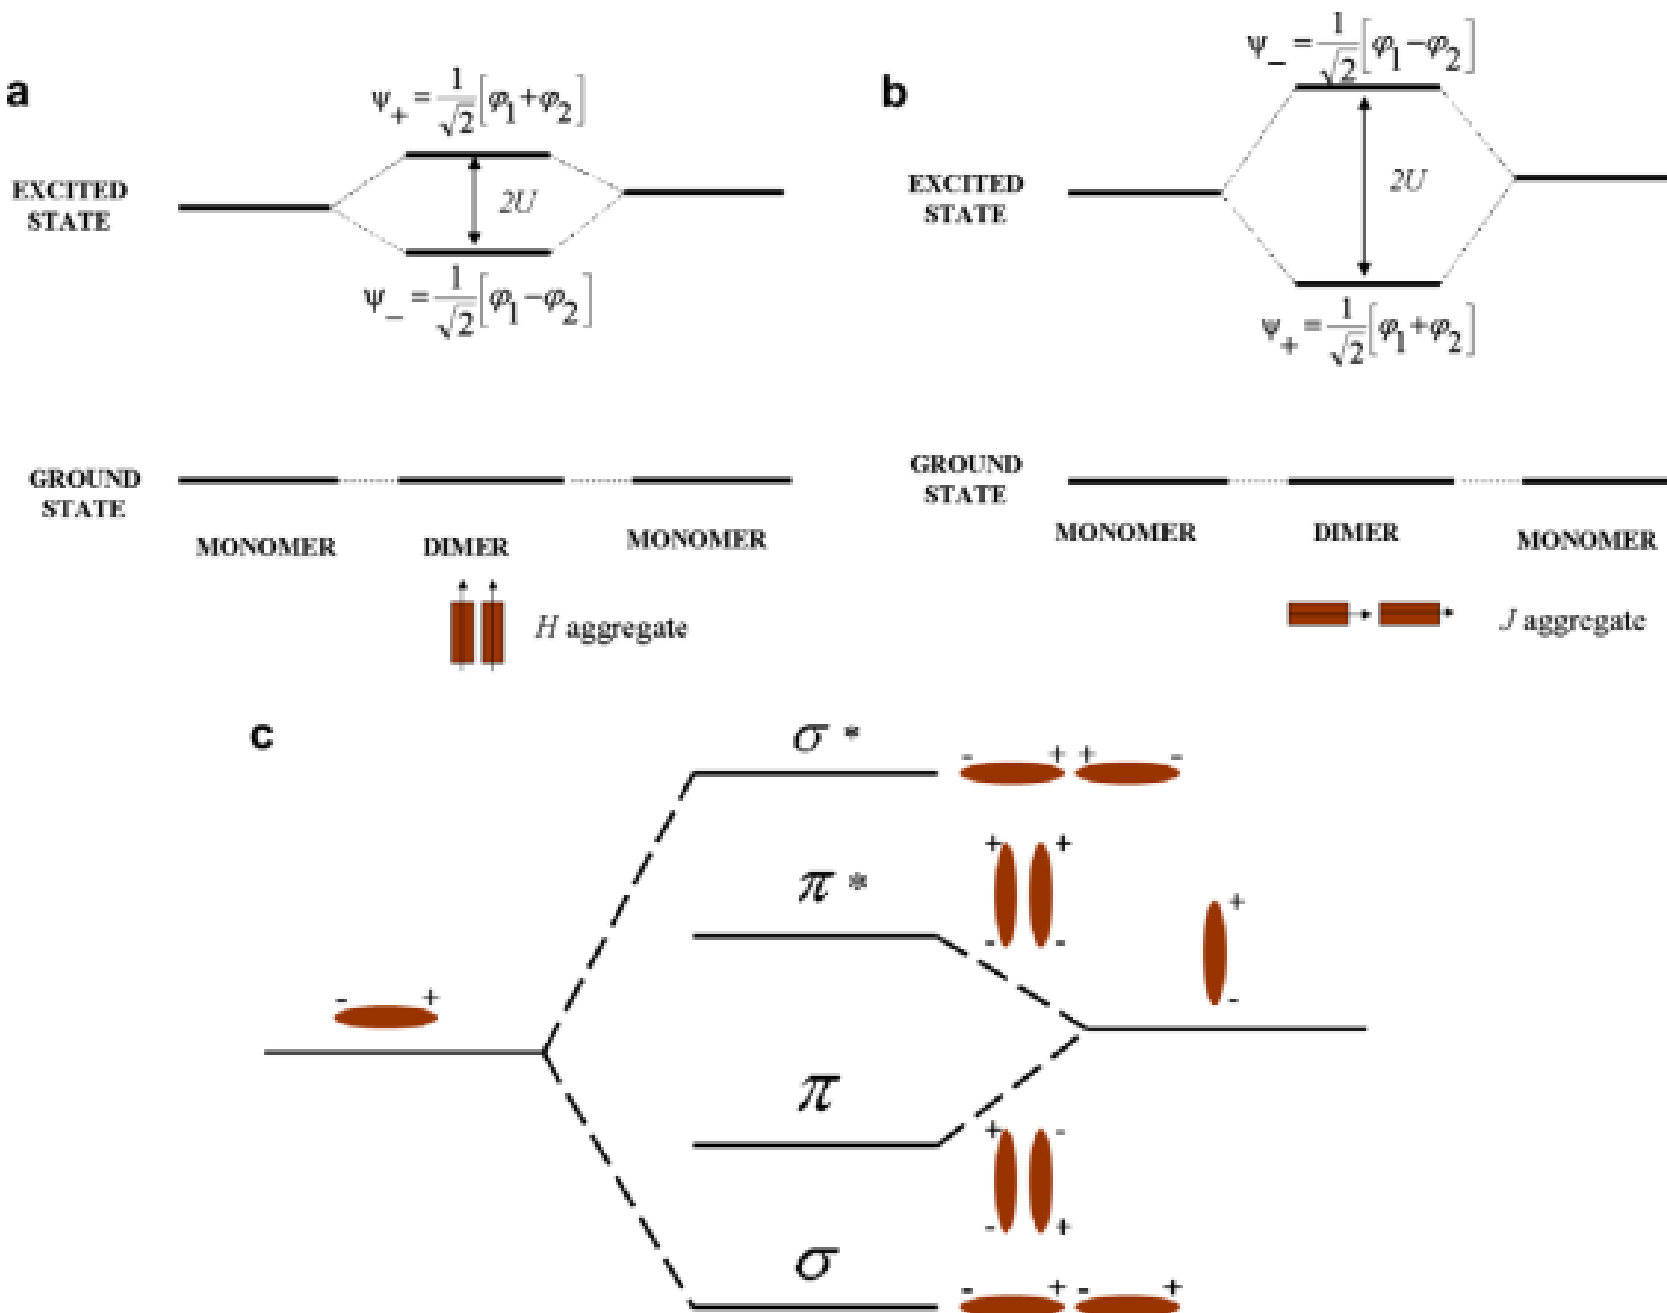 a
ψ₊ = 1/√2 [φ₁+φ₂]
EXCITED
STATE
2U
ψ₋ = 1/√2 [φ₁−φ₂]
GROUND
STATE
MONOMER
DIMER
MONOMER
H aggregate
b
ψ₋ = 1/√2 [φ₁−φ₂]
EXCITED
STATE
2U
ψ₊ = 1/√2 [φ₁+φ₂]
GROUND
STATE
MONOMER
DIMER
MONOMER
J aggregate
c
σ*
- + + -
+ +
π*
- -
+
-
- +
π
+ -
- +
σ
- + - +